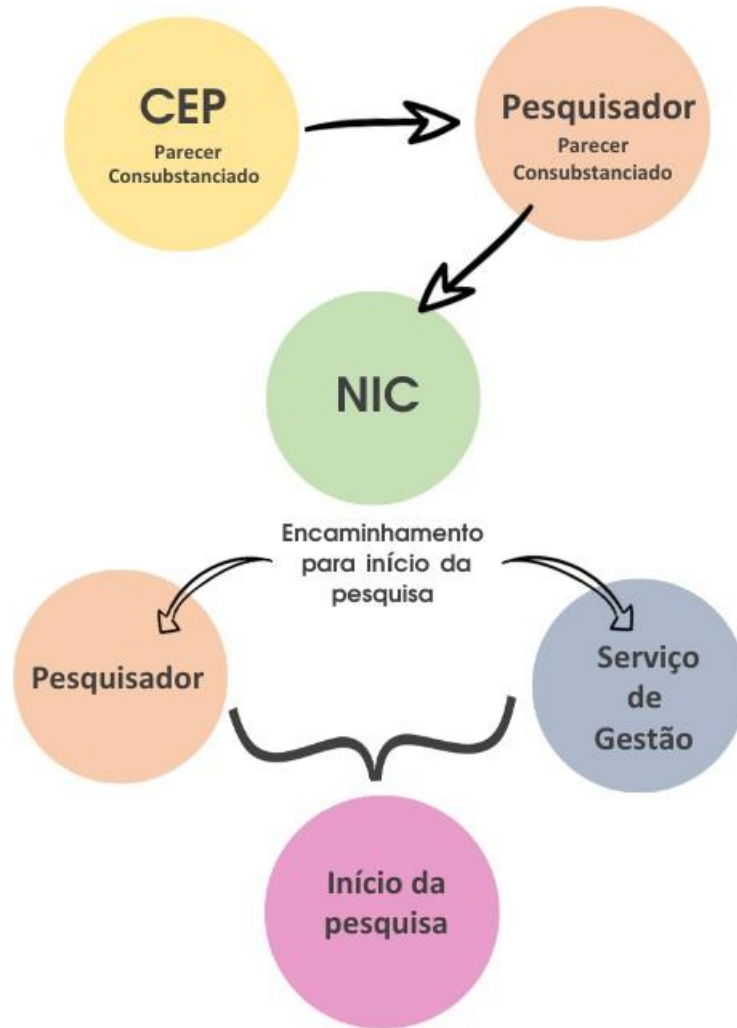 CEP
Parecer
Consubstanciado
Pesquisador
Parecer
Consubstanciado
NIC
Encaminhamento
para início da
pesquisa
Pesquisador
Serviço
de
Gestão
Início da
pesquisa